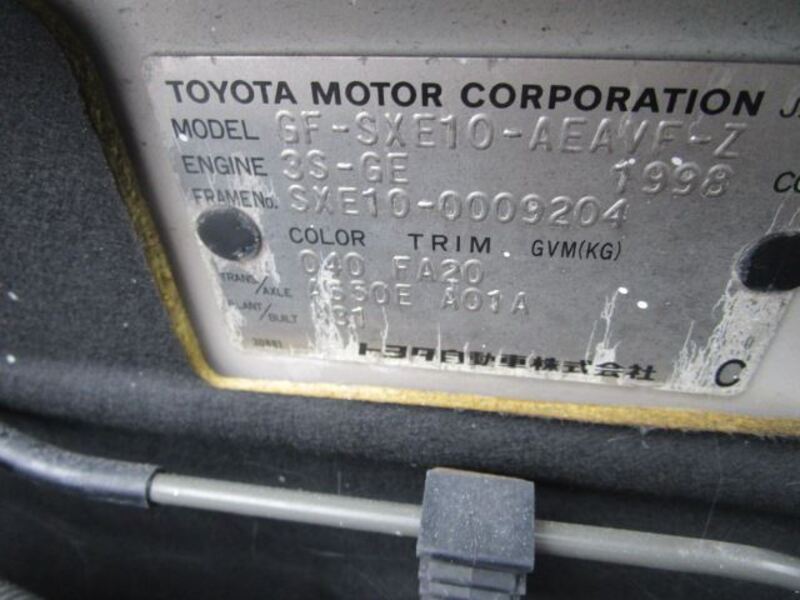 TOYOTA MOTOR CORPORATION
MODEL GF-SXE10-AEAVF-Z
ENGINE 3S-GE 1998
FRAME No. SXE10-0009204
COLOR TRIM GVM(KG)
040 FA20
TRANS/AXLE A650E A01A
PLANT/BUILT
トヨタ自動車株式会社 C